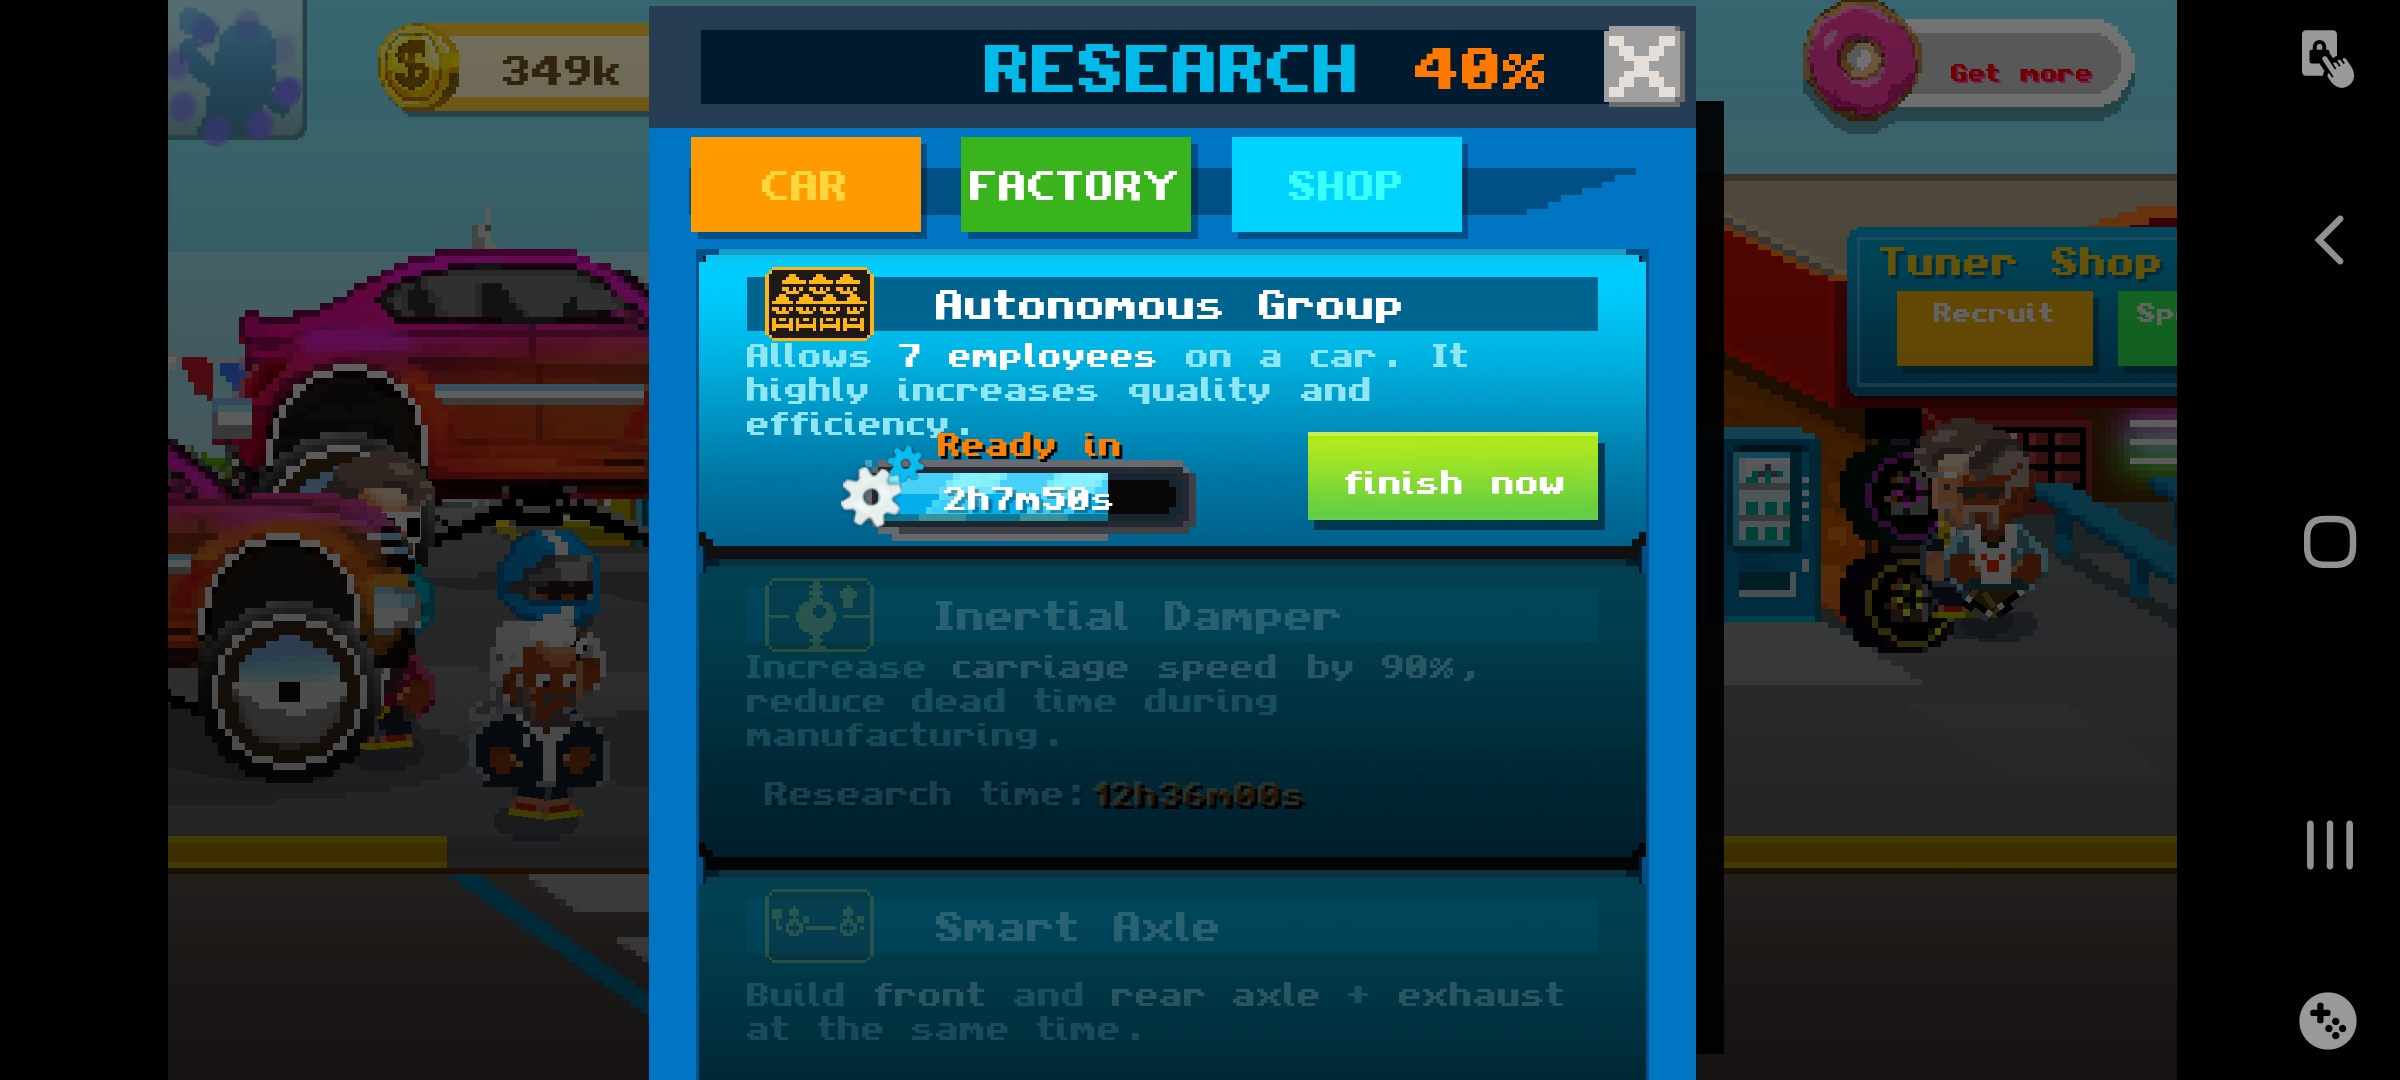 349k
RESEARCH 40%
Get more
CAR FACTORY SHOP
Tuner Shop
Recruit
Sp
Autonomous Group
Allows 7 employees on a car. It
highly increases quality and
efficiency.
Ready in
2h7m50s
finish now
Inertial Damper
Increase carriage speed by 90%,
reduce dead time during
manufacturing.
Research time: 12h36m00s
Smart Axle
Build front and rear axle + exhaust
at the same time.